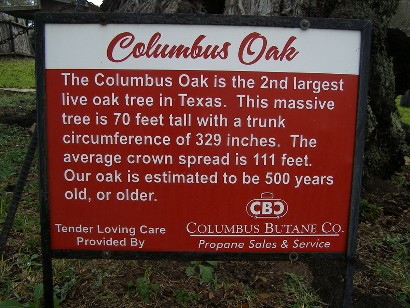 Columbus Oak
The Columbus Oak is the 2nd largest
live oak tree in Texas. This massive
tree is 70 feet tall with a trunk
circumference of 329 inches. The
average crown spread is 111 feet.
Our oak is estimated to be 500 years
old, or older.
CBC
Tender Loving Care
Provided By
COLUMBUS BUTANE CO.
Propane Sales & Service